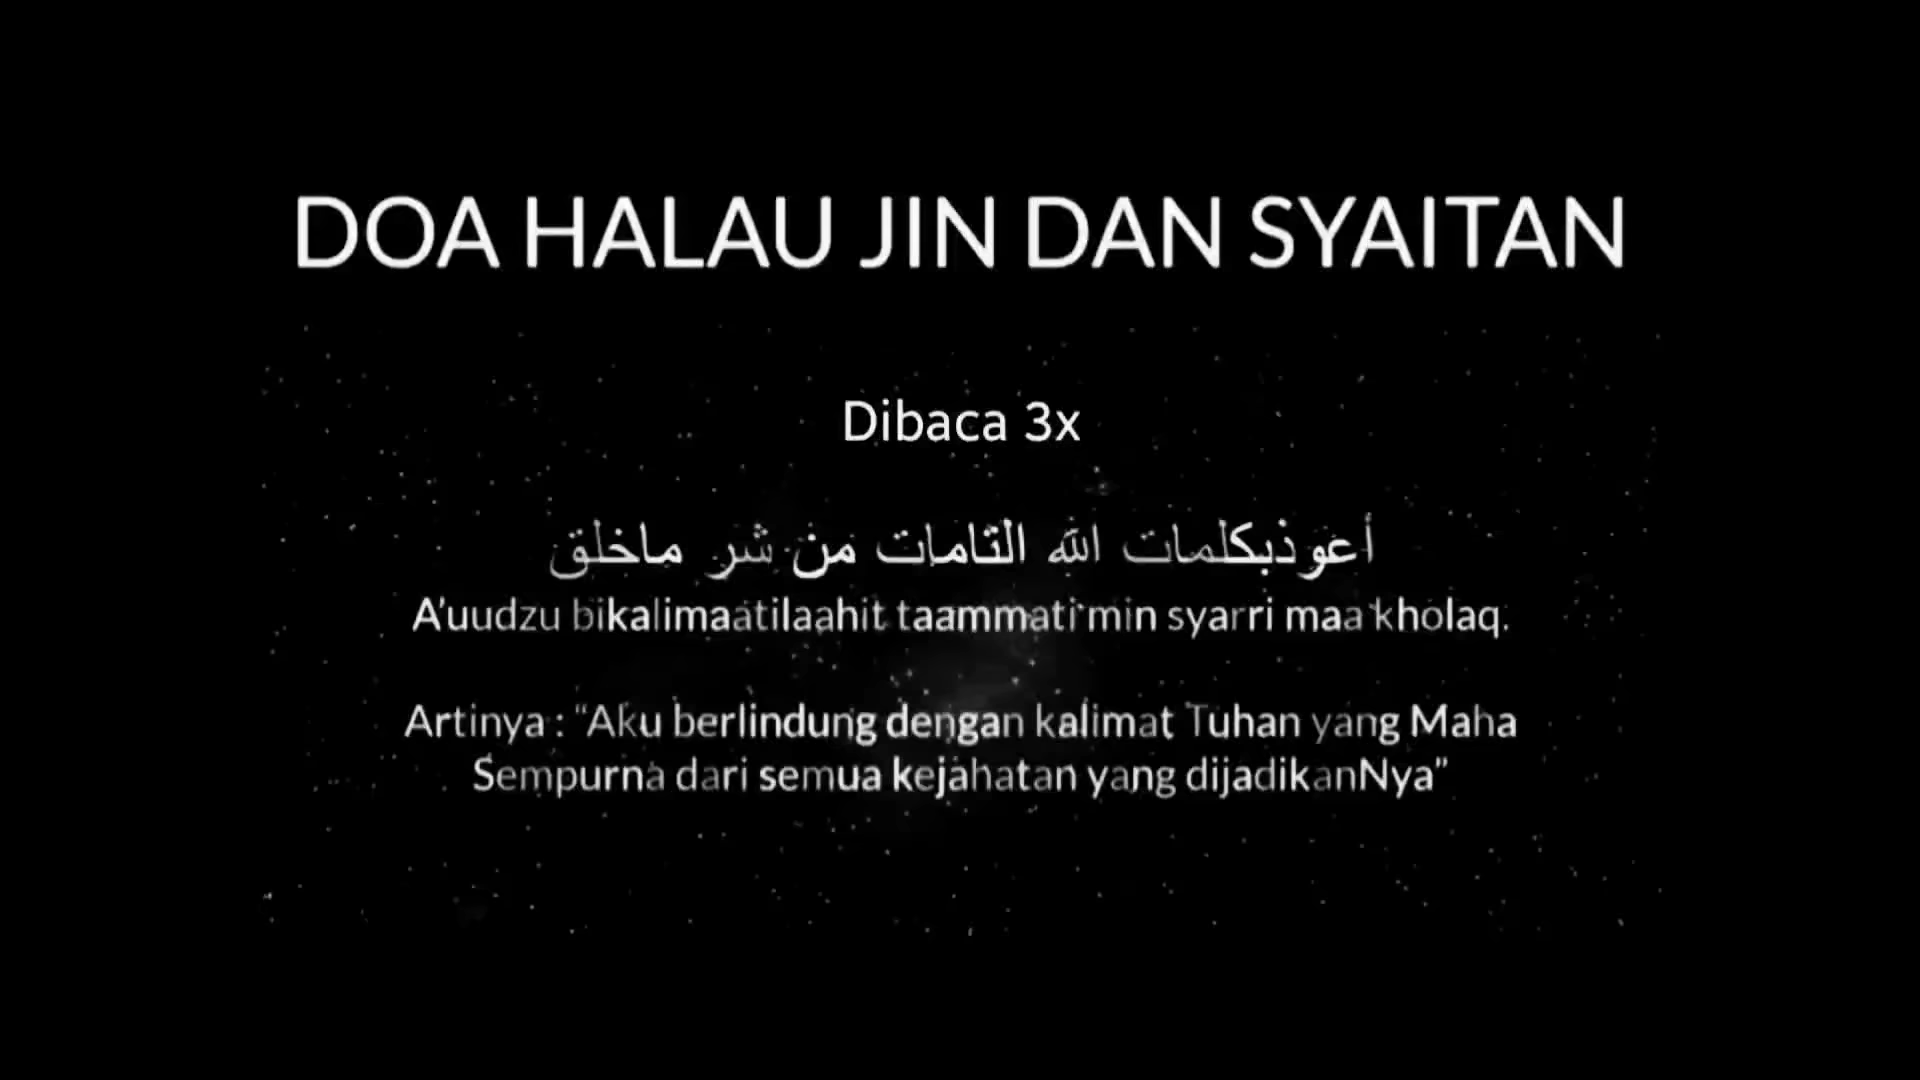 DOA HALAU JIN DAN SYAITAN
Dibaca 3x
أعوذبكلمات الله التامات من شر ماخلق
A'uudzu bikalimaatilaahit taammati min syarri maa kholaq.
Artinya : "Aku berlindung dengan kalimat Tuhan yang Maha
Sempurna dari semua kejahatan yang dijadikanNya"